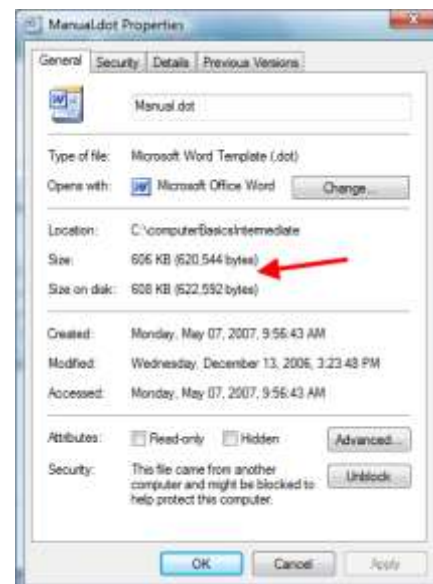 Manual.dot Properties
General Security Details Previous Versions
Manual.dot
Type of file: Microsoft Word Template (.dot)
Opens with: Microsoft Office Word Change...
Location: C:\computerBasicsIntermediate
Size: 606 KB (620,544 bytes)
Size on disk: 608 KB (622,592 bytes)
Created: Monday, May 07, 2007, 9:56:43 AM
Modified: Wednesday, December 13, 2006, 3:23:48 PM
Accessed: Monday, May 07, 2007, 9:56:43 AM
Attributes: Read-only Hidden Advanced...
Security: This file came from another
computer and might be blocked to
help protect this computer.
Unblock
OK Cancel Apply